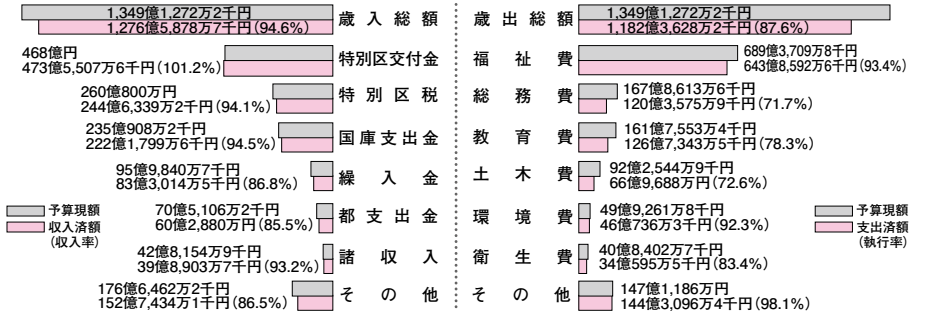 歳入総額
1,349億1,272万2千円
1,276億5,878万7千円(94.6%)
特別区交付金
468億円
473億5,507万6千円(101.2%)
特別区税
260億800万円
244億6,339万2千円(94.1%)
国庫支出金
235億908万2千円
222億1,799万6千円(94.5%)
繰入金
95億9,840万7千円
83億3,014万5千円(86.8%)
都支出金
70億5,106万2千円
60億2,880万円(85.5%)
諸収入
42億8,154万9千円
39億8,903万7千円(93.2%)
その他
176億6,462万2千円
152億7,434万1千円(86.5%)
予算現額
収入済額
(収入率)
歳出総額
1,349億1,272万2千円
1,182億3,628万2千円(87.6%)
福祉費
689億3,709万8千円
643億8,592万6千円(93.4%)
総務費
167億8,613万6千円
120億3,575万9千円(71.7%)
教育費
161億7,553万4千円
126億7,343万5千円(78.3%)
土木費
92億2,544万9千円
66億9,688万円(72.6%)
環境費
49億9,261万8千円
46億736万3千円(92.3%)
衛生費
40億8,402万7千円
34億595万5千円(83.4%)
その他
147億1,186万円
144億3,096万4千円(98.1%)
予算現額
支出済額
(執行率)